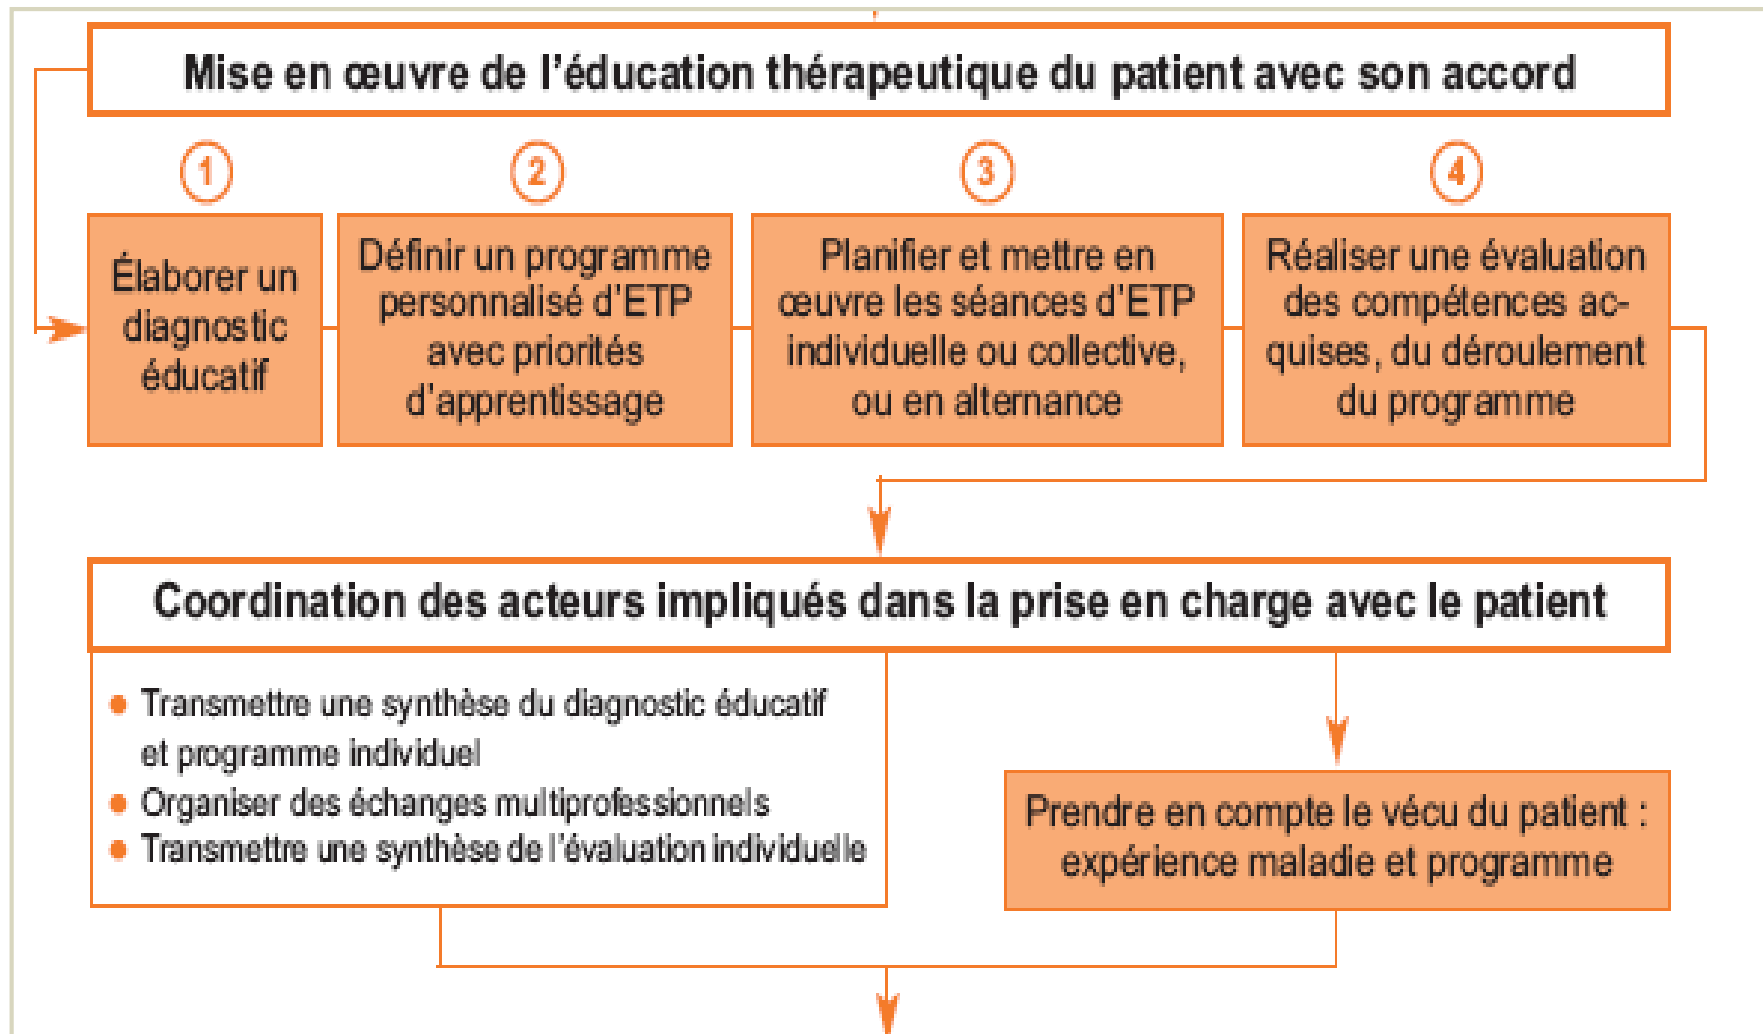 Mise en œuvre de l’éducation thérapeutique du patient avec son accord
1
2
3
4
Élaborer un
diagnostic
éducatif
Définir un programme
personnalisé d’ETP
avec priorités
d’apprentissage
Planifier et mettre en
œuvre les séances d’ETP
individuelle ou collective,
ou en alternance
Réaliser une évaluation
des compétences ac-
quises, du déroulement
du programme
Coordination des acteurs impliqués dans la prise en charge avec le patient
● Transmettre une synthèse du diagnostic éducatif
et programme individuel
● Organiser des échanges multiprofessionnels
● Transmettre une synthèse de l’évaluation individuelle
Prendre en compte le vécu du patient :
expérience maladie et programme